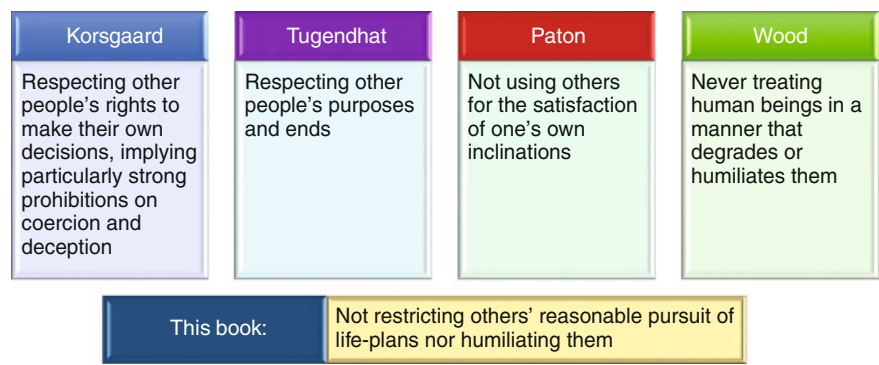 Korsgaard
Respecting other
people's rights to
make their own
decisions, implying
particularly strong
prohibitions on
coercion and
deception
Tugendhat
Respecting other
people's purposes
and ends
Paton
Not using others
for the satisfaction
of one's own
inclinations
Wood
Never treating
human beings in a
manner that
degrades or
humiliates them
This book:
Not restricting others' reasonable pursuit of
life-plans nor humiliating them